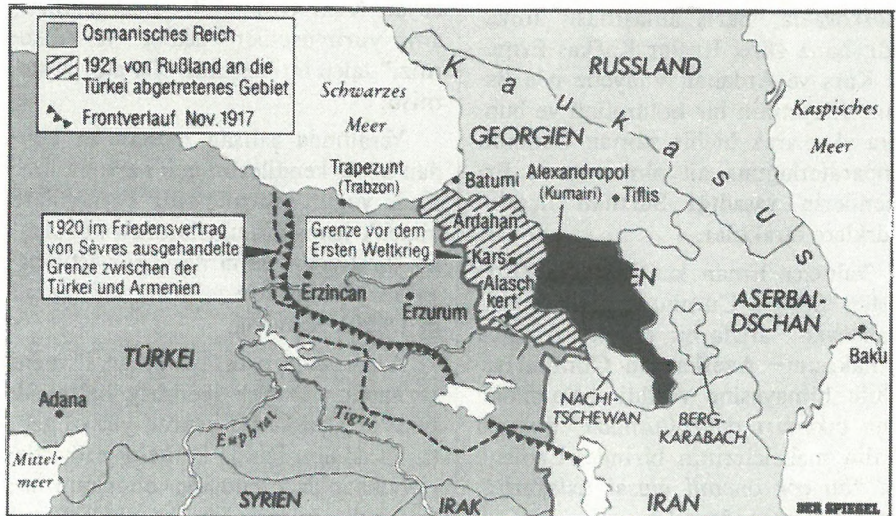 Osmanisches Reich
1921 von Rußland an die
Türkei abgetretenes Gebiet
Frontverlauf Nov. 1917
Schwarzes
Meer
Kaukasus
RUSSLAND
Kaspisches
Meer
GEORGIEN
Trapezunt
(Trabzon)
Batumi
Alexandropol
(Kumairi)
Tiflis
Ardahan
1920 im Friedensvertrag
von Sèvres ausgehandelte
Grenze zwischen der
Türkei und Armenien
Grenze vor dem
Ersten Weltkrieg
Kars
EN
Alasch
kert
Erzincan
Erzurum
ASERBAI-
DSCHAN
Baku
TÜRKEI
Adana
NACHI-
TSCHEWAN
BERG-
KARABACH
Euphrat
Tigris
Mittel-
meer
SYRIEN
IRAK
IRAN
DER SPIEGEL